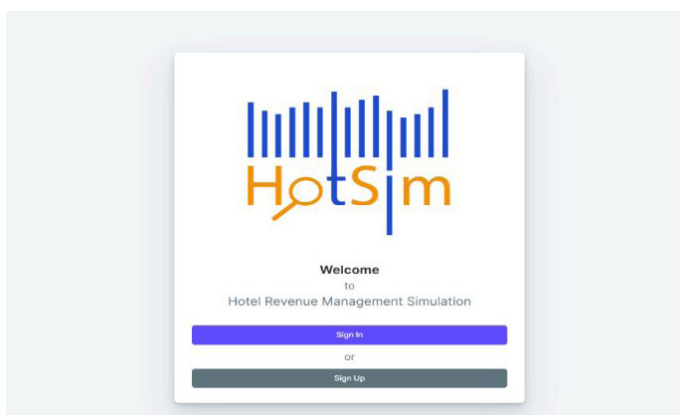 HotSim
Welcome
to
Hotel Revenue Management Simulation
Sign In
or
Sign Up